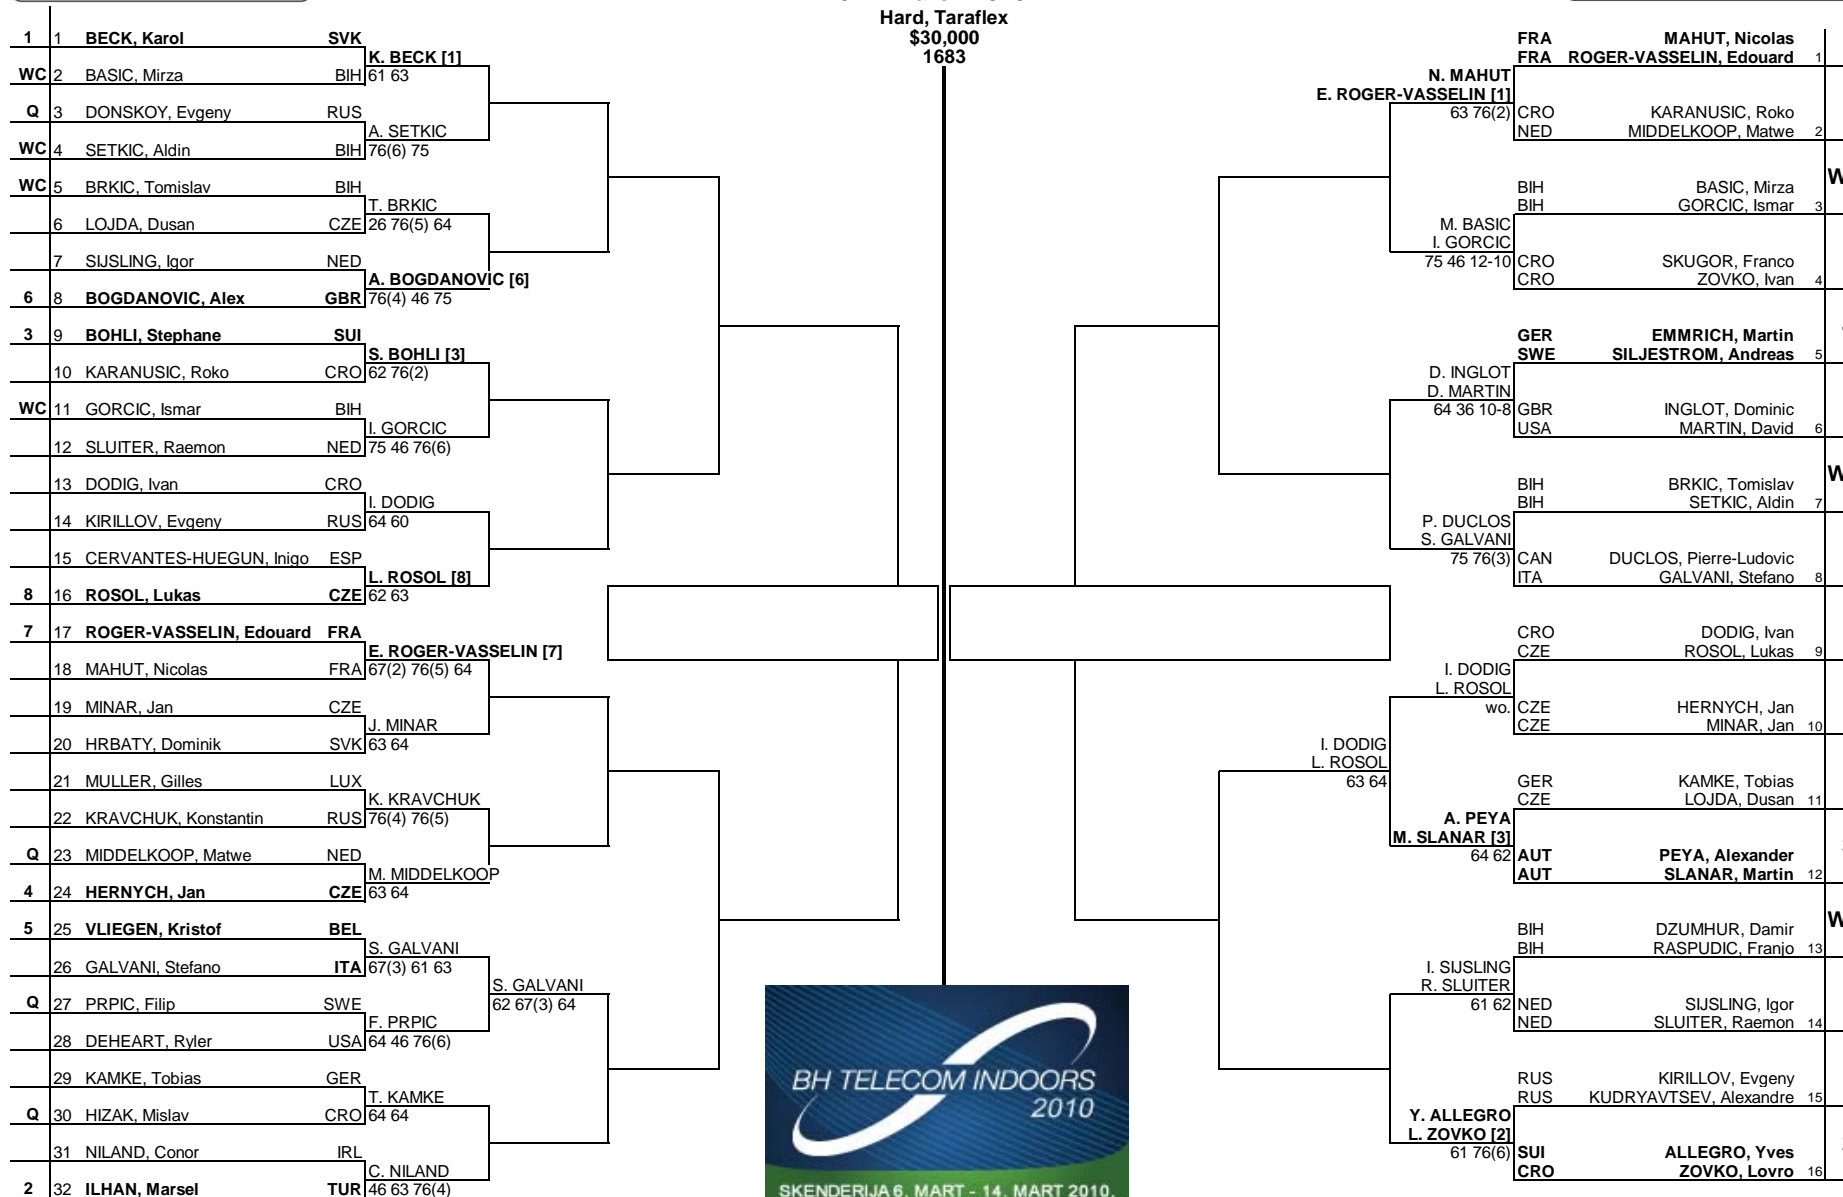 Hard, Taraflex
$30,000
1683
1 1 BECK, Karol SVK
K. BECK [1]
WC 2 BASIC, Mirza BIH 61 63
Q 3 DONSKOY, Evgeny RUS
A. SETKIC
WC 4 SETKIC, Aldin BIH 76(6) 75
WC 5 BRKIC, Tomislav BIH
T. BRKIC
6 LOJDA, Dusan CZE 26 76(5) 64
7 SIJSLING, Igor NED
A. BOGDANOVIC [6]
6 8 BOGDANOVIC, Alex GBR 76(4) 46 75
3 9 BOHLI, Stephane SUI
S. BOHLI [3]
10 KARANUSIC, Roko CRO 62 76(2)
WC 11 GORCIC, Ismar BIH
I. GORCIC
12 SLUITER, Raemon NED 75 46 76(6)
13 DODIG, Ivan CRO
I. DODIG
14 KIRILLOV, Evgeny RUS 64 60
15 CERVANTES-HUEGUN, Inigo ESP
L. ROSOL [8]
8 16 ROSOL, Lukas CZE 62 63
7 17 ROGER-VASSELIN, Edouard FRA
E. ROGER-VASSELIN [7]
18 MAHUT, Nicolas FRA 67(2) 76(5) 64
19 MINAR, Jan CZE
J. MINAR
20 HRBATY, Dominik SVK 63 64
21 MULLER, Gilles LUX
K. KRAVCHUK
22 KRAVCHUK, Konstantin RUS 76(4) 76(5)
Q 23 MIDDELKOOP, Matwe NED
M. MIDDELKOOP
4 24 HERNYCH, Jan CZE 63 64
5 25 VLIEGEN, Kristof BEL
S. GALVANI
26 GALVANI, Stefano ITA 67(3) 61 63
S. GALVANI
Q 27 PRPIC, Filip SWE 62 67(3) 64
F. PRPIC
28 DEHEART, Ryler USA 64 46 76(6)
29 KAMKE, Tobias GER
T. KAMKE
Q 30 HIZAK, Mislav CRO 64 64
31 NILAND, Conor IRL
C. NILAND
2 32 ILHAN, Marsel TUR 46 63 76(4)
FRA MAHUT, Nicolas
FRA ROGER-VASSELIN, Edouard 1
N. MAHUT
E. ROGER-VASSELIN [1]
63 76(2) CRO KARANUSIC, Roko
NED MIDDELKOOP, Matwe 2
W
BIH BASIC, Mirza
BIH GORCIC, Ismar 3
M. BASIC
I. GORCIC
75 46 12-10 CRO SKUGOR, Franco
CRO ZOVKO, Ivan 4
GER EMMRICH, Martin
SWE SILJESTROM, Andreas 5
D. INGLOT
D. MARTIN
64 36 10-8 GBR INGLOT, Dominic
USA MARTIN, David 6
W
BIH BRKIC, Tomislav
BIH SETKIC, Aldin 7
P. DUCLOS
S. GALVANI
75 76(3) CAN DUCLOS, Pierre-Ludovic
ITA GALVANI, Stefano 8
CRO DODIG, Ivan
CZE ROSOL, Lukas 9
I. DODIG
L. ROSOL
wo. CZE HERNYCH, Jan
CZE MINAR, Jan 10
I. DODIG
L. ROSOL
63 64
GER KAMKE, Tobias
CZE LOJDA, Dusan 11
A. PEYA
M. SLANAR [3]
64 62 AUT PEYA, Alexander
AUT SLANAR, Martin 12
W
BIH DZUMHUR, Damir
BIH RASPUDIC, Franjo 13
I. SIJSLING
R. SLUITER
61 62 NED SIJSLING, Igor
NED SLUITER, Raemon 14
RUS KIRILLOV, Evgeny
RUS KUDRYAVTSEV, Alexandre 15
Y. ALLEGRO
L. ZOVKO [2]
61 76(6) SUI ALLEGRO, Yves
CRO ZOVKO, Lovro 16
BH TELECOM INDOORS
2010
SKENDERIJA 6. MART - 14. MART 2010.